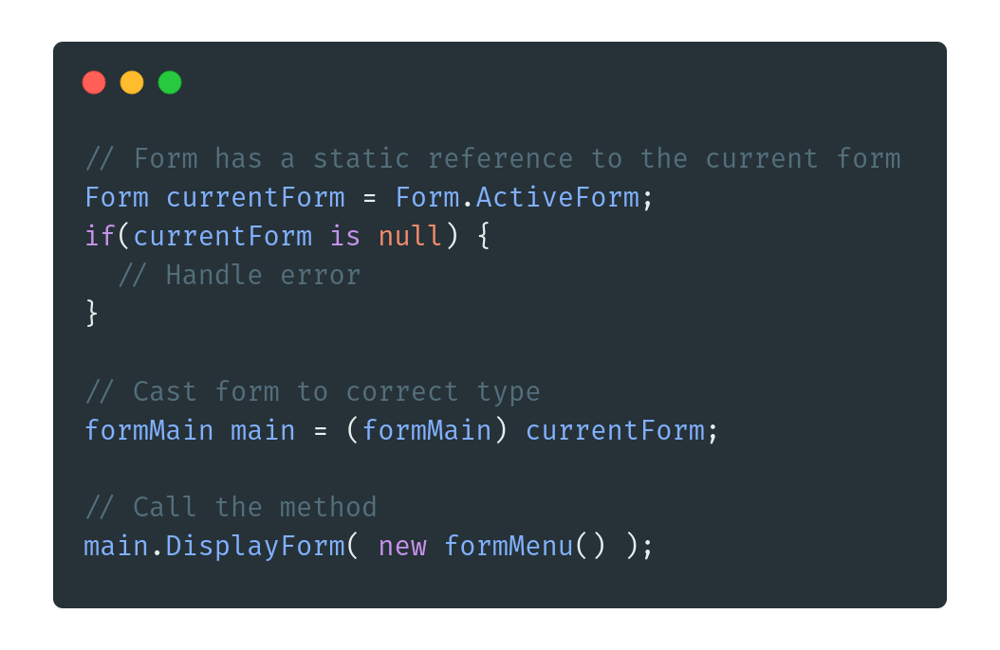 // Form has a static reference to the current form
Form currentForm = Form.ActiveForm;
if(currentForm is null) {
  // Handle error
}

// Cast form to correct type
formMain main = (formMain) currentForm;

// Call the method
main.DisplayForm( new formMenu() );